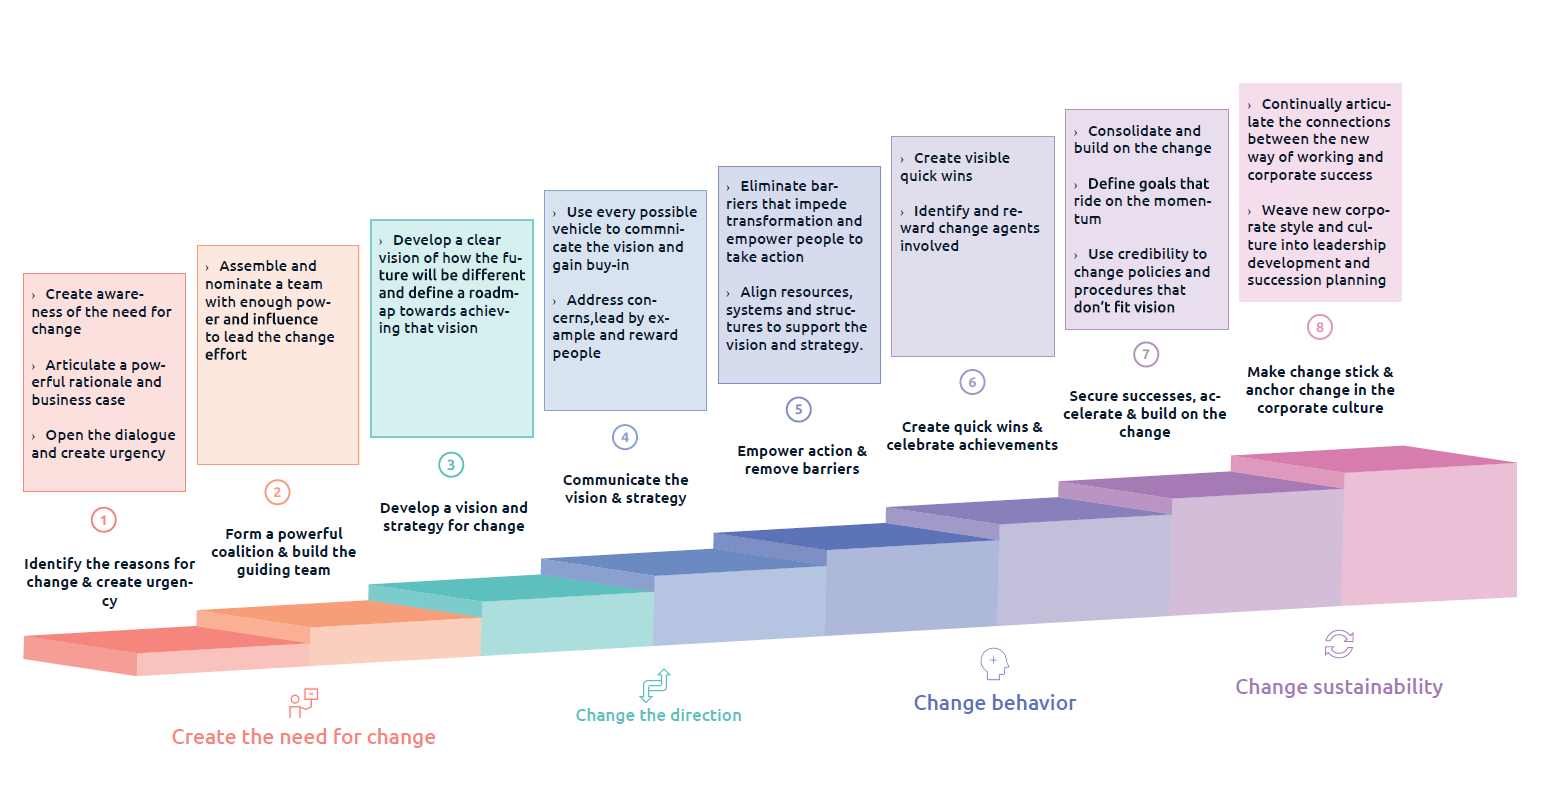 › Create aware-
ness of the need for
change
› Articulate a pow-
erful rationale and
business case
› Open the dialogue
and create urgency
1
Identify the reasons for
change & create urgen-
cy
› Assemble and
nominate a team
with enough pow-
er and influence
to lead the change
effort
2
Form a powerful
coalition & build the
guiding team
› Develop a clear
vision of how the fu-
ture will be different
and define a roadm-
ap towards achiev-
ing that vision
3
Develop a vision and
strategy for change
› Use every possible
vehicle to commni-
cate the vision and
gain buy-in
› Address con-
cerns,lead by ex-
ample and reward
people
4
Communicate the
vision & strategy
› Eliminate bar-
riers that impede
transformation and
empower people to
take action
› Align resources,
systems and struc-
tures to support the
vision and strategy.
5
Empower action &
remove barriers
› Create visible
quick wins
› Identify and re-
ward change agents
involved
6
Create quick wins &
celebrate achievements
› Consolidate and
build on the change
› Define goals that
ride on the momen-
tum
› Use credibility to
change policies and
procedures that
don't fit vision
7
Secure successes, ac-
celerate & build on the
change
› Continually articu-
late the connections
between the new
way of working and
corporate success
› Weave new corpo-
rate style and cul-
ture into leadership
development and
succession planning
8
Make change stick &
anchor change in the
corporate culture
Create the need for change
Change the direction
Change behavior
Change sustainability